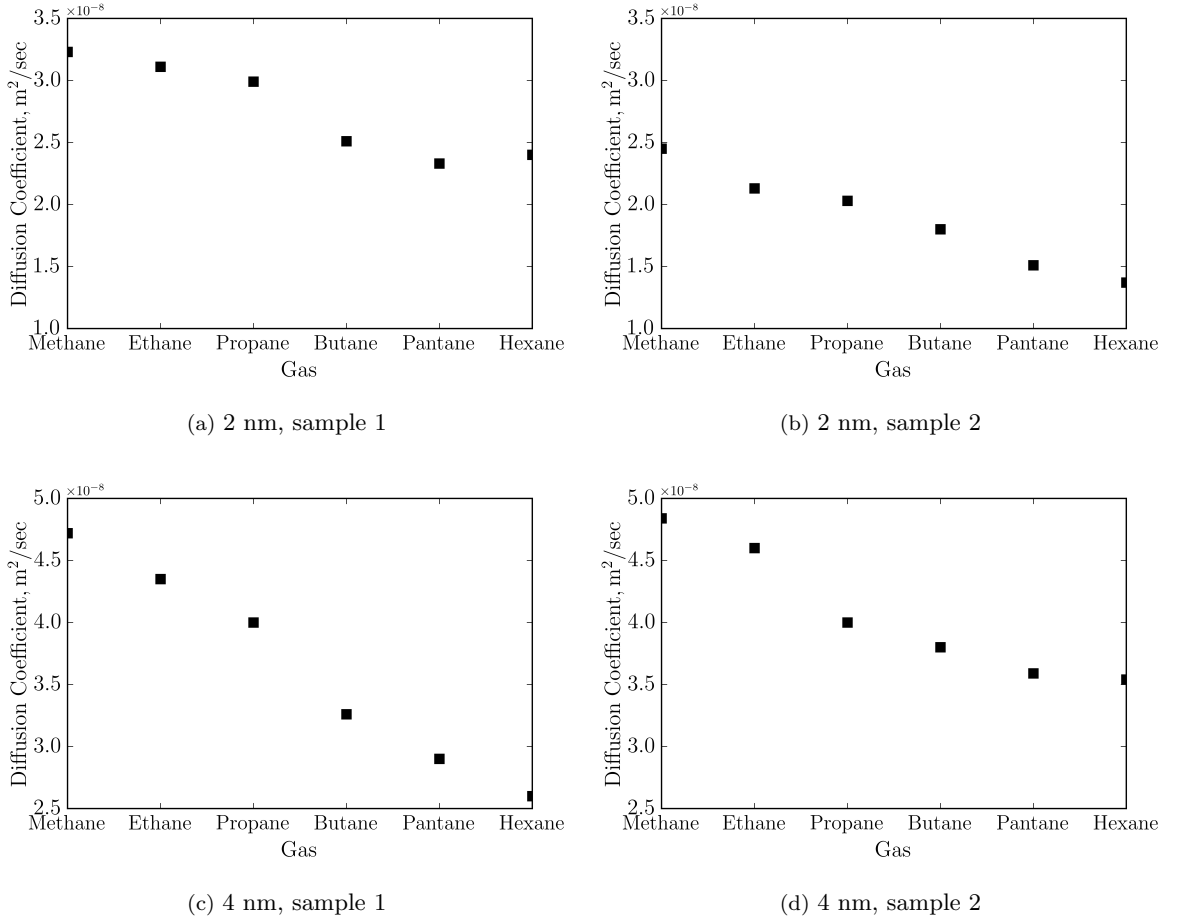 ×10⁻⁸
3.5
3.0
2.5
2.0
1.5
1.0
Diffusion Coefficient, m²/sec
Methane Ethane Propane Butane Pantane Hexane
Gas
(a) 2 nm, sample 1
×10⁻⁸
3.5
3.0
2.5
2.0
1.5
1.0
Diffusion Coefficient, m²/sec
Methane Ethane Propane Butane Pantane Hexane
Gas
(b) 2 nm, sample 2
×10⁻⁸
5.0
4.5
4.0
3.5
3.0
2.5
Diffusion Coefficient, m²/sec
Methane Ethane Propane Butane Pantane Hexane
Gas
(c) 4 nm, sample 1
×10⁻⁸
5.0
4.5
4.0
3.5
3.0
2.5
Diffusion Coefficient, m²/sec
Methane Ethane Propane Butane Pantane Hexane
Gas
(d) 4 nm, sample 2